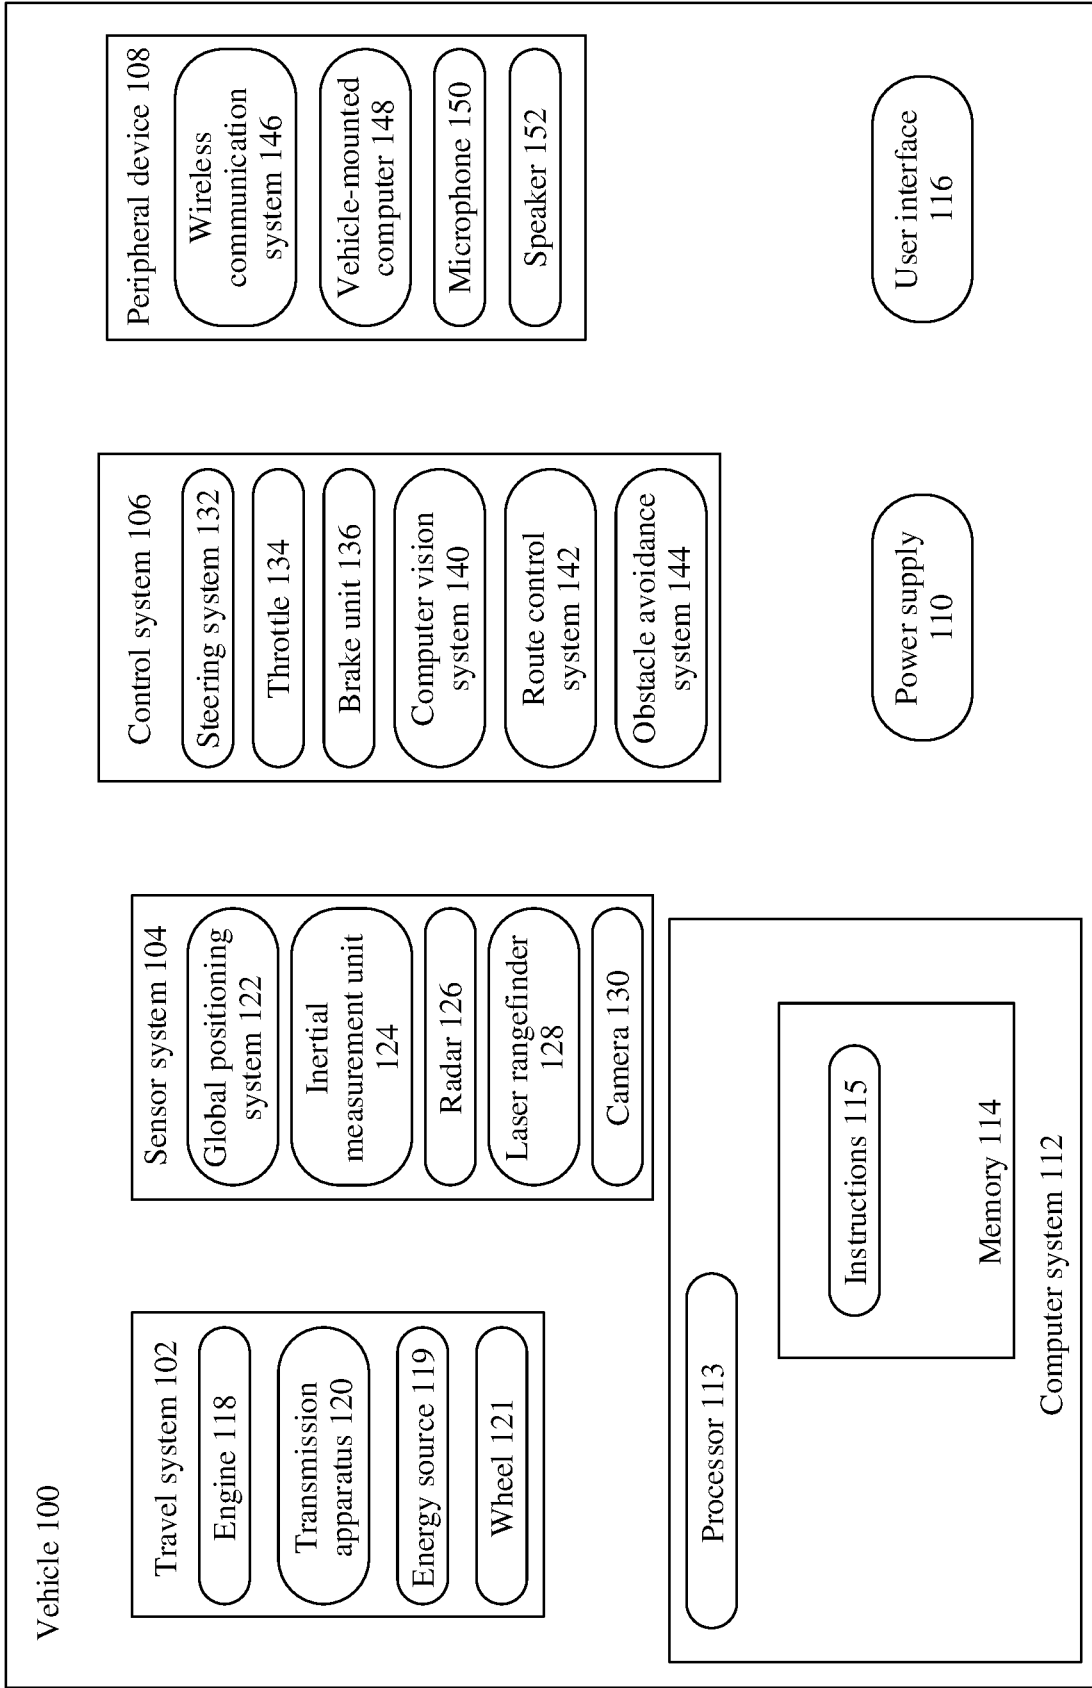 Vehicle 100
Travel system 102
Engine 118
Transmission
apparatus 120
Energy source 119
Wheel 121
Sensor system 104
Global positioning
system 122
Inertial
measurement unit
124
Radar 126
Laser rangefinder
128
Camera 130
Control system 106
Steering system 132
Throttle 134
Brake unit 136
Computer vision
system 140
Route control
system 142
Obstacle avoidance
system 144
Peripheral device 108
Wireless
communication
system 146
Vehicle-mounted
computer 148
Microphone 150
Speaker 152
Processor 113
Instructions 115
Memory 114
Computer system 112
Power supply
110
User interface
116